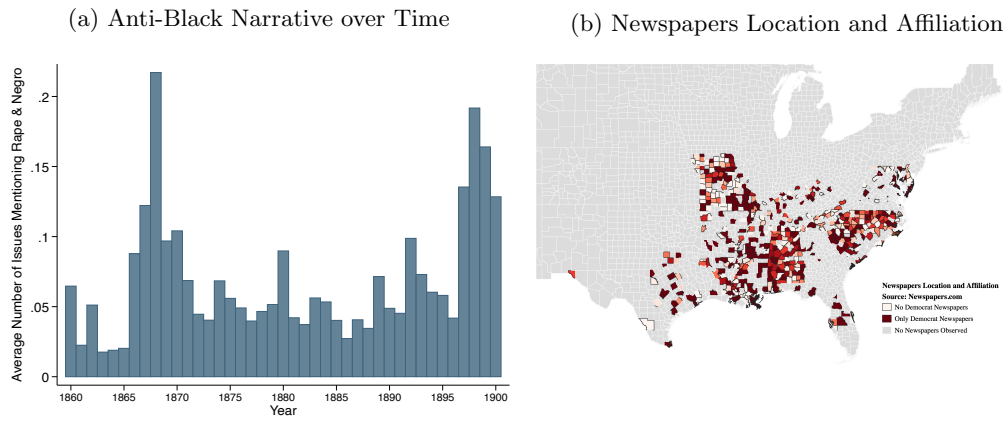 (a) Anti-Black Narrative over Time
Average Number of Issues Mentioning Rape & Negro
.2
.15
.1
.05
0
1860 1865 1870 1875 1880 1885 1890 1895 1900
Year
(b) Newspapers Location and Affiliation
Newspapers Location and Affiliation
Source: Newspapers.com
No Democrat Newspapers
Only Democrat Newspapers
No Newspapers Observed